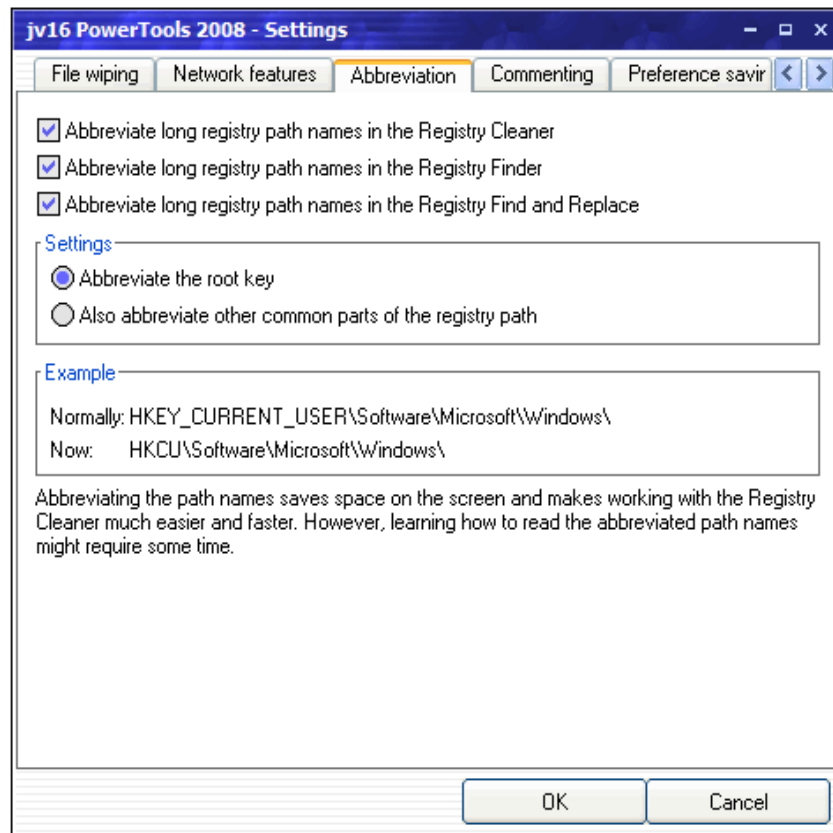 jv16 PowerTools 2008 - Settings
File wiping Network features Abbreviation Commenting Preference savir
Abbreviate long registry path names in the Registry Cleaner
Abbreviate long registry path names in the Registry Finder
Abbreviate long registry path names in the Registry Find and Replace
Settings
Abbreviate the root key
Also abbreviate other common parts of the registry path
Example
Normally: HKEY_CURRENT_USER\Software\Microsoft\Windows\
Now: HKCU\Software\Microsoft\Windows\
Abbreviating the path names saves space on the screen and makes working with the Registry
Cleaner much easier and faster. However, learning how to read the abbreviated path names
might require some time.
OK Cancel